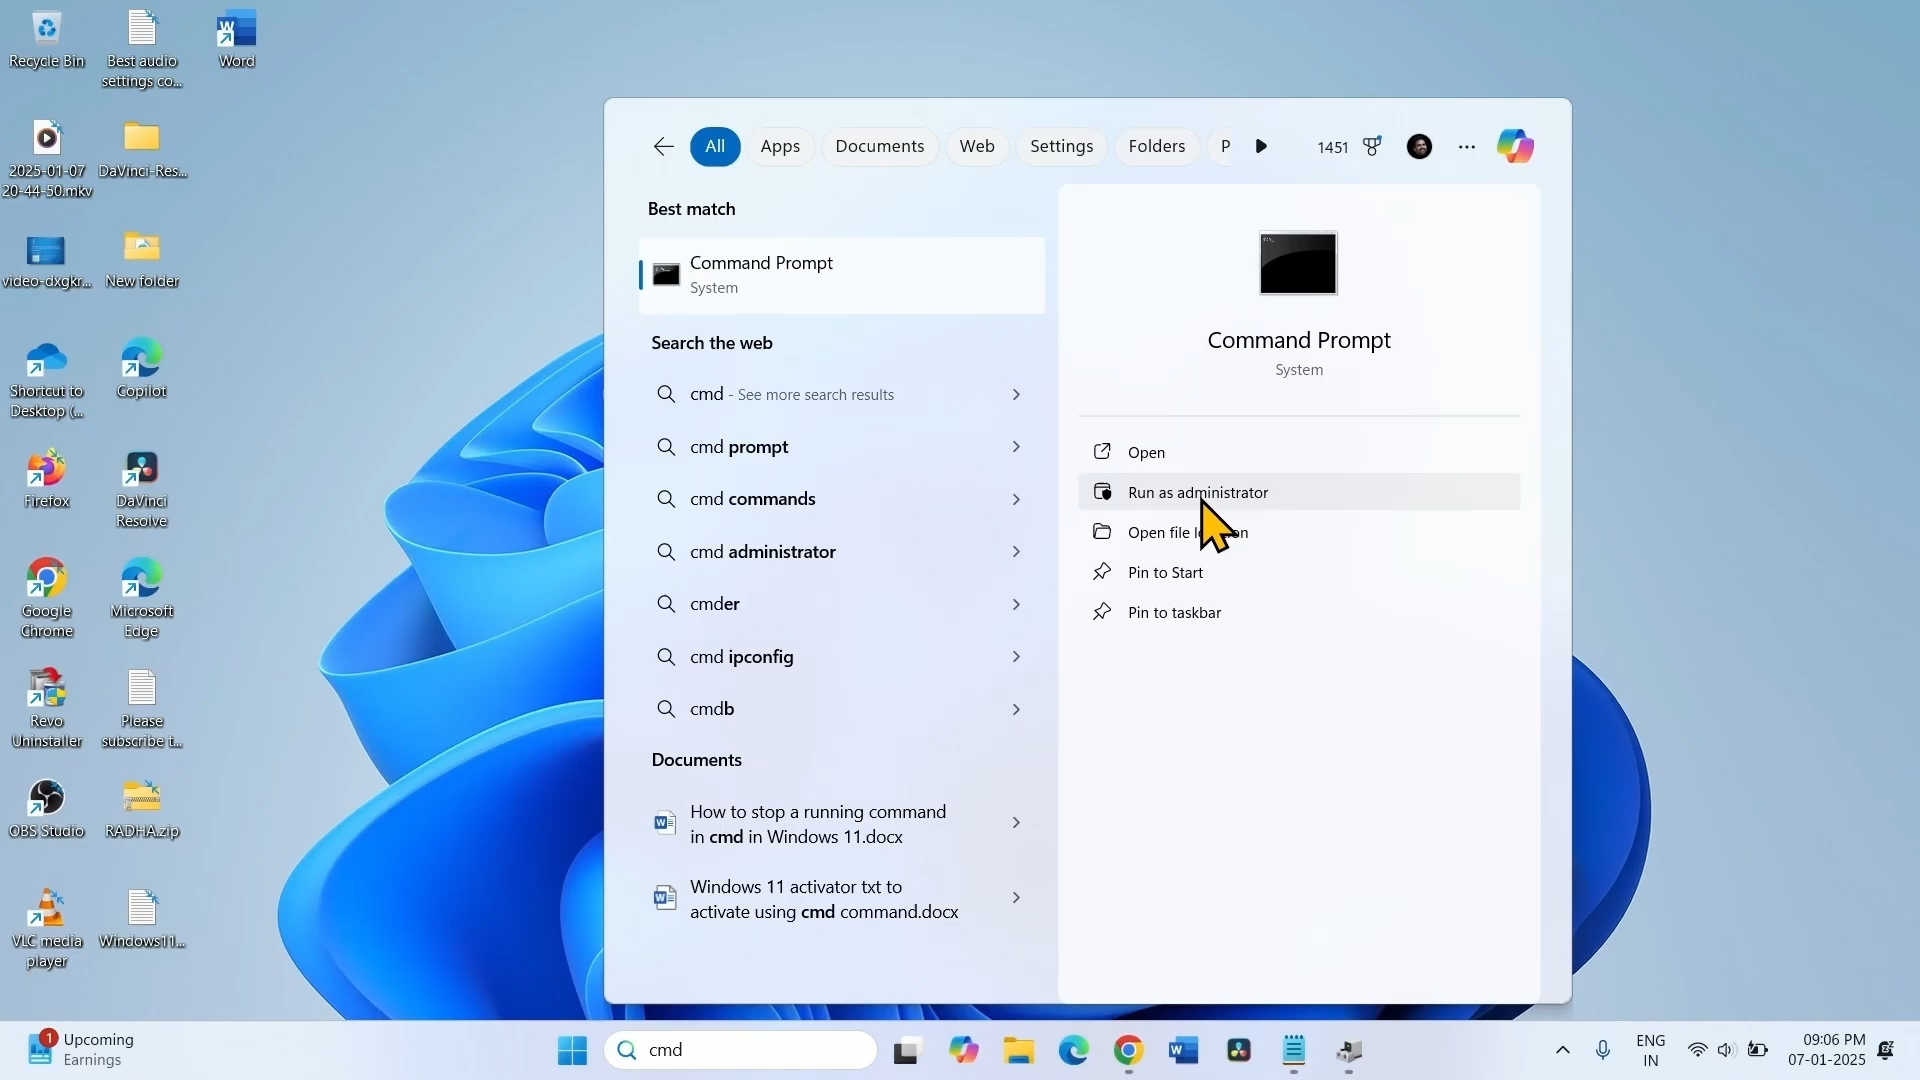 Recycle Bin
Best audio
settings co...
Word
2025-01-07
20-44-50.mkv
DaVinci-Res...
video-dxgkr...
New folder
Shortcut to
Desktop (...
Copilot
Firefox
DaVinci
Resolve
Google
Chrome
Microsoft
Edge
Revo
Uninstaller
Please
subscribe t...
OBS Studio
RADHA.zip
VLC media
player
Windows11...
All
Apps
Documents
Web
Settings
Folders
P
1451
Best match
Command Prompt
System
Search the web
cmd - See more search results
cmd prompt
cmd commands
cmd administrator
cmder
cmd ipconfig
cmdb
Documents
How to stop a running command
in cmd in Windows 11.docx
Windows 11 activator txt to
activate using cmd command.docx
Command Prompt
System
Open
Run as administrator
Open file
Pin to Start
Pin to taskbar
1
Upcoming
Earnings
cmd
ENG
IN
09:06 PM
07-01-2025